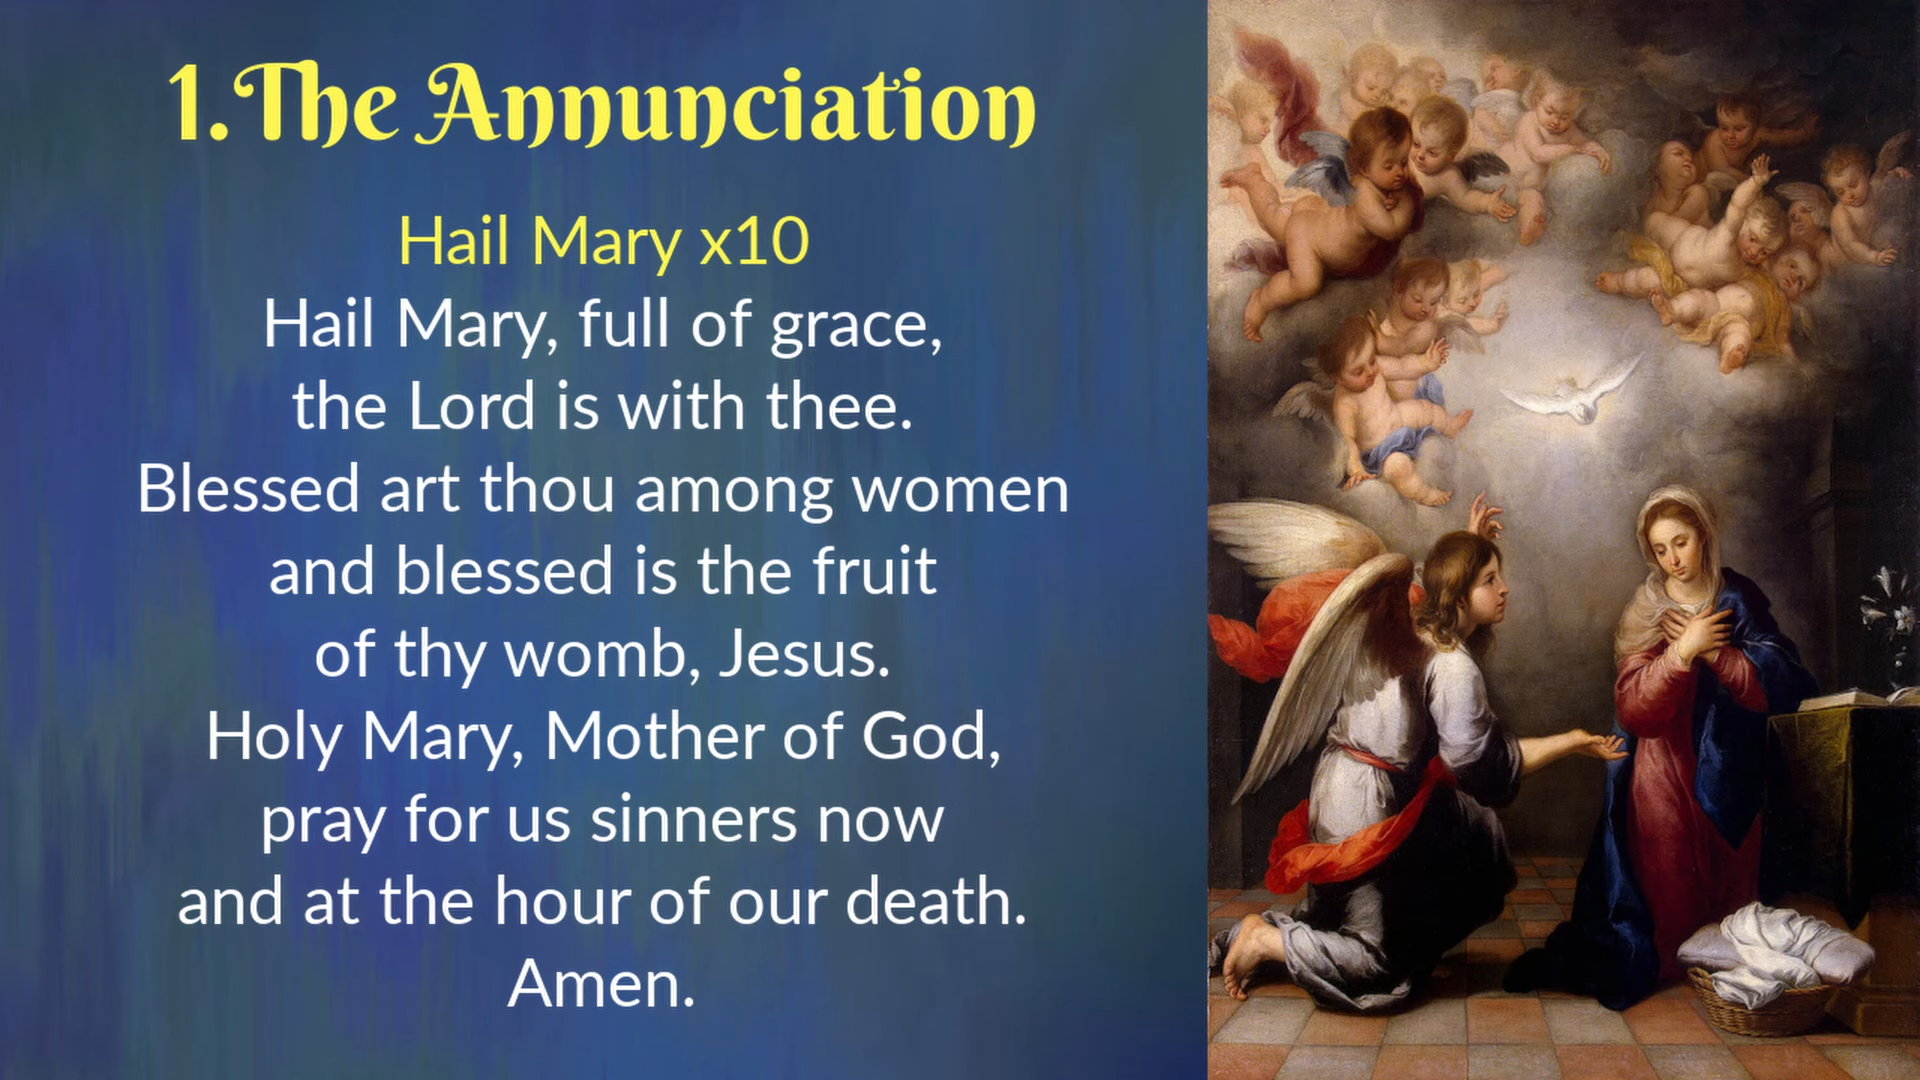 1.The Annunciation
Hail Mary x10
Hail Mary, full of grace,
the Lord is with thee.
Blessed art thou among women
and blessed is the fruit
of thy womb, Jesus.
Holy Mary, Mother of God,
pray for us sinners now
and at the hour of our death.
Amen.